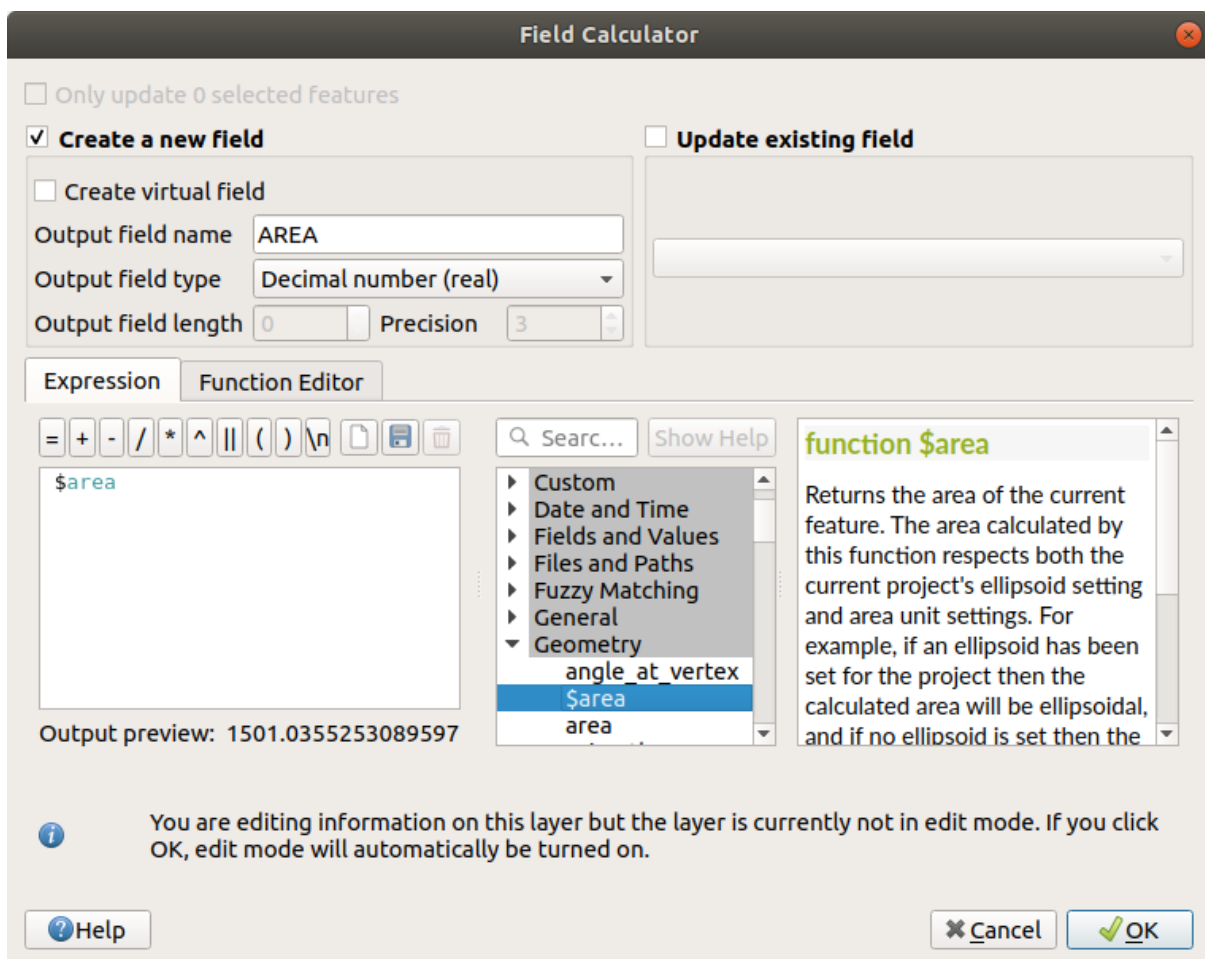 Field Calculator
Only update 0 selected features
Create a new field
Update existing field
Create virtual field
Output field name AREA
Output field type Decimal number (real)
Output field length 0 Precision 3
Expression Function Editor
= + - / * ^ || ( ) \n
Searc... Show Help
function $area
$area
Custom
Date and Time
Fields and Values
Files and Paths
Fuzzy Matching
General
Geometry
angle_at_vertex
$area
area
Returns the area of the current
feature. The area calculated by
this function respects both the
current project's ellipsoid setting
and area unit settings. For
example, if an ellipsoid has been
set for the project then the
calculated area will be ellipsoidal,
and if no ellipsoid is set then the
Output preview: 1501.0355253089597
You are editing information on this layer but the layer is currently not in edit mode. If you click
OK, edit mode will automatically be turned on.
Help
Cancel
OK